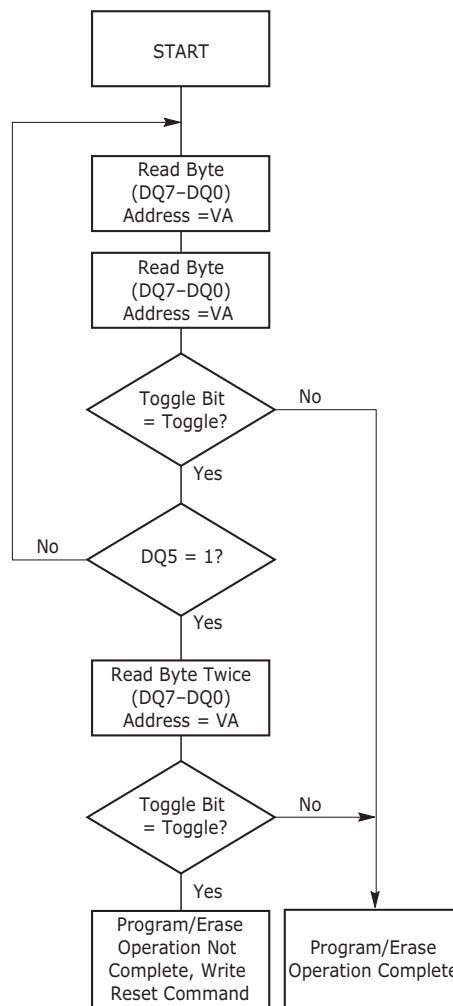 START
Read Byte
(DQ7–DQ0)
Address =VA
Read Byte
(DQ7–DQ0)
Address =VA
Toggle Bit
= Toggle?
No
Yes
No
DQ5 = 1?
Yes
Read Byte Twice
(DQ7–DQ0)
Address = VA
Toggle Bit
= Toggle?
No
Yes
Program/Erase
Operation Not
Complete, Write
Reset Command
Program/Erase
Operation Complete